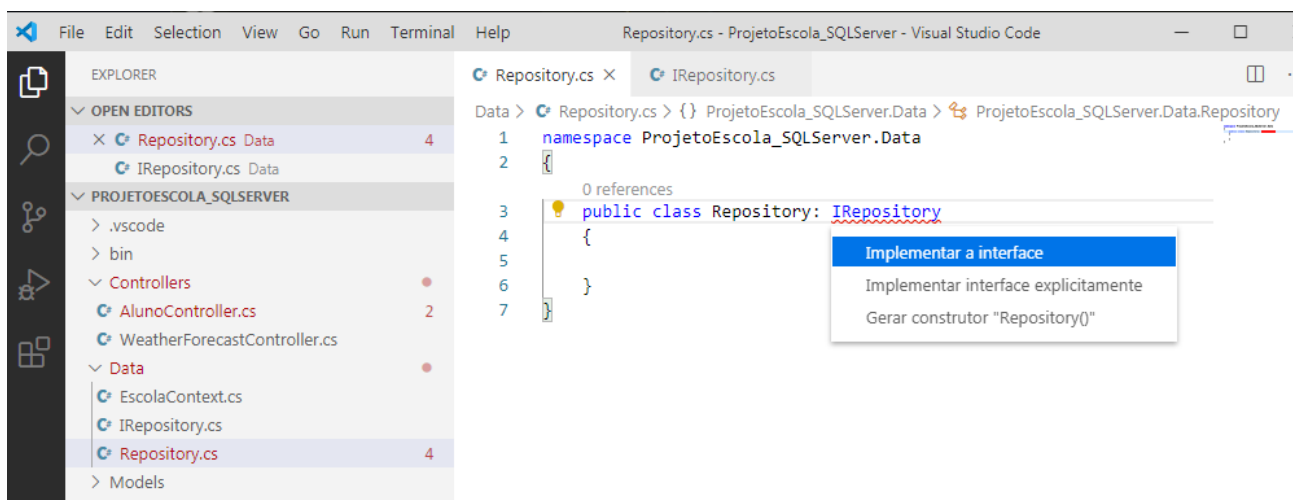 File Edit Selection View Go Run Terminal Help Repository.cs - ProjetoEscola_SQLServer - Visual Studio Code
EXPLORER
OPEN EDITORS
Repository.cs Data 4
IRepository.cs Data
PROJETOESCOLA_SQLSERVER
.vscode
bin
Controllers
AlunoController.cs 2
WeatherForecastController.cs
Data
EscolaContext.cs
IRepository.cs
Repository.cs 4
Models
Repository.cs IRepository.cs
Data > Repository.cs > {} ProjetoEscola_SQLServer.Data > ProjetoEscola_SQLServer.Data.Repository
1 namespace ProjetoEscola_SQLServer.Data
2 {
0 references
3 public class Repository: IRepository
4 {
5
6 }
7 }
Implementar a interface
Implementar interface explicitamente
Gerar construtor "Repository()"